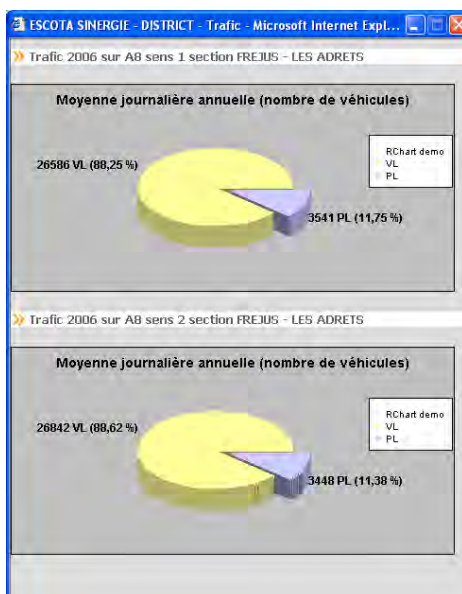 ESCOTA SINERGIE - DISTRICT - Trafic - Microsoft Internet Expl...
Trafic 2006 sur A8 sens 1 section FREJUS - LES ADRETS
Moyenne journalière annuelle (nombre de véhicules)
26586 VL (88,25 %)
RChart demo
VL
PL
3541 PL (11,75 %)
Trafic 2006 sur A8 sens 2 section FREJUS - LES ADRETS
Moyenne journalière annuelle (nombre de véhicules)
26842 VL (88,62 %)
RChart demo
VL
PL
3448 PL (11,38 %)